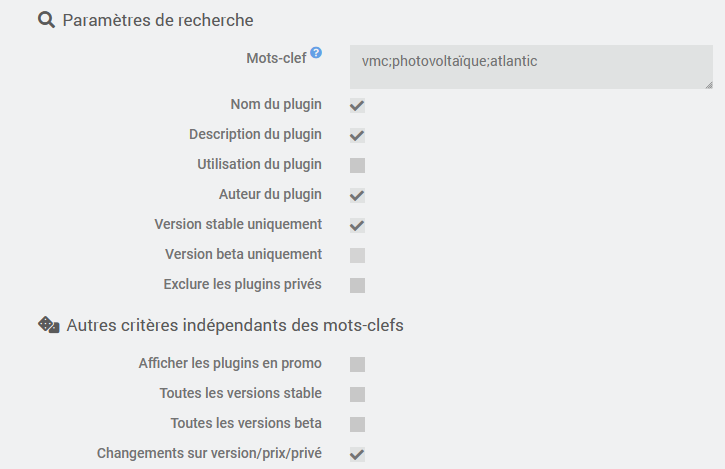 Paramètres de recherche
Mots-clef ?
vmc;photovoltaïque;atlantic
Nom du plugin
Description du plugin
Utilisation du plugin
Auteur du plugin
Version stable uniquement
Version beta uniquement
Exclure les plugins privés
Autres critères indépendants des mots-clefs
Afficher les plugins en promo
Toutes les versions stable
Toutes les versions beta
Changements sur version/prix/privé